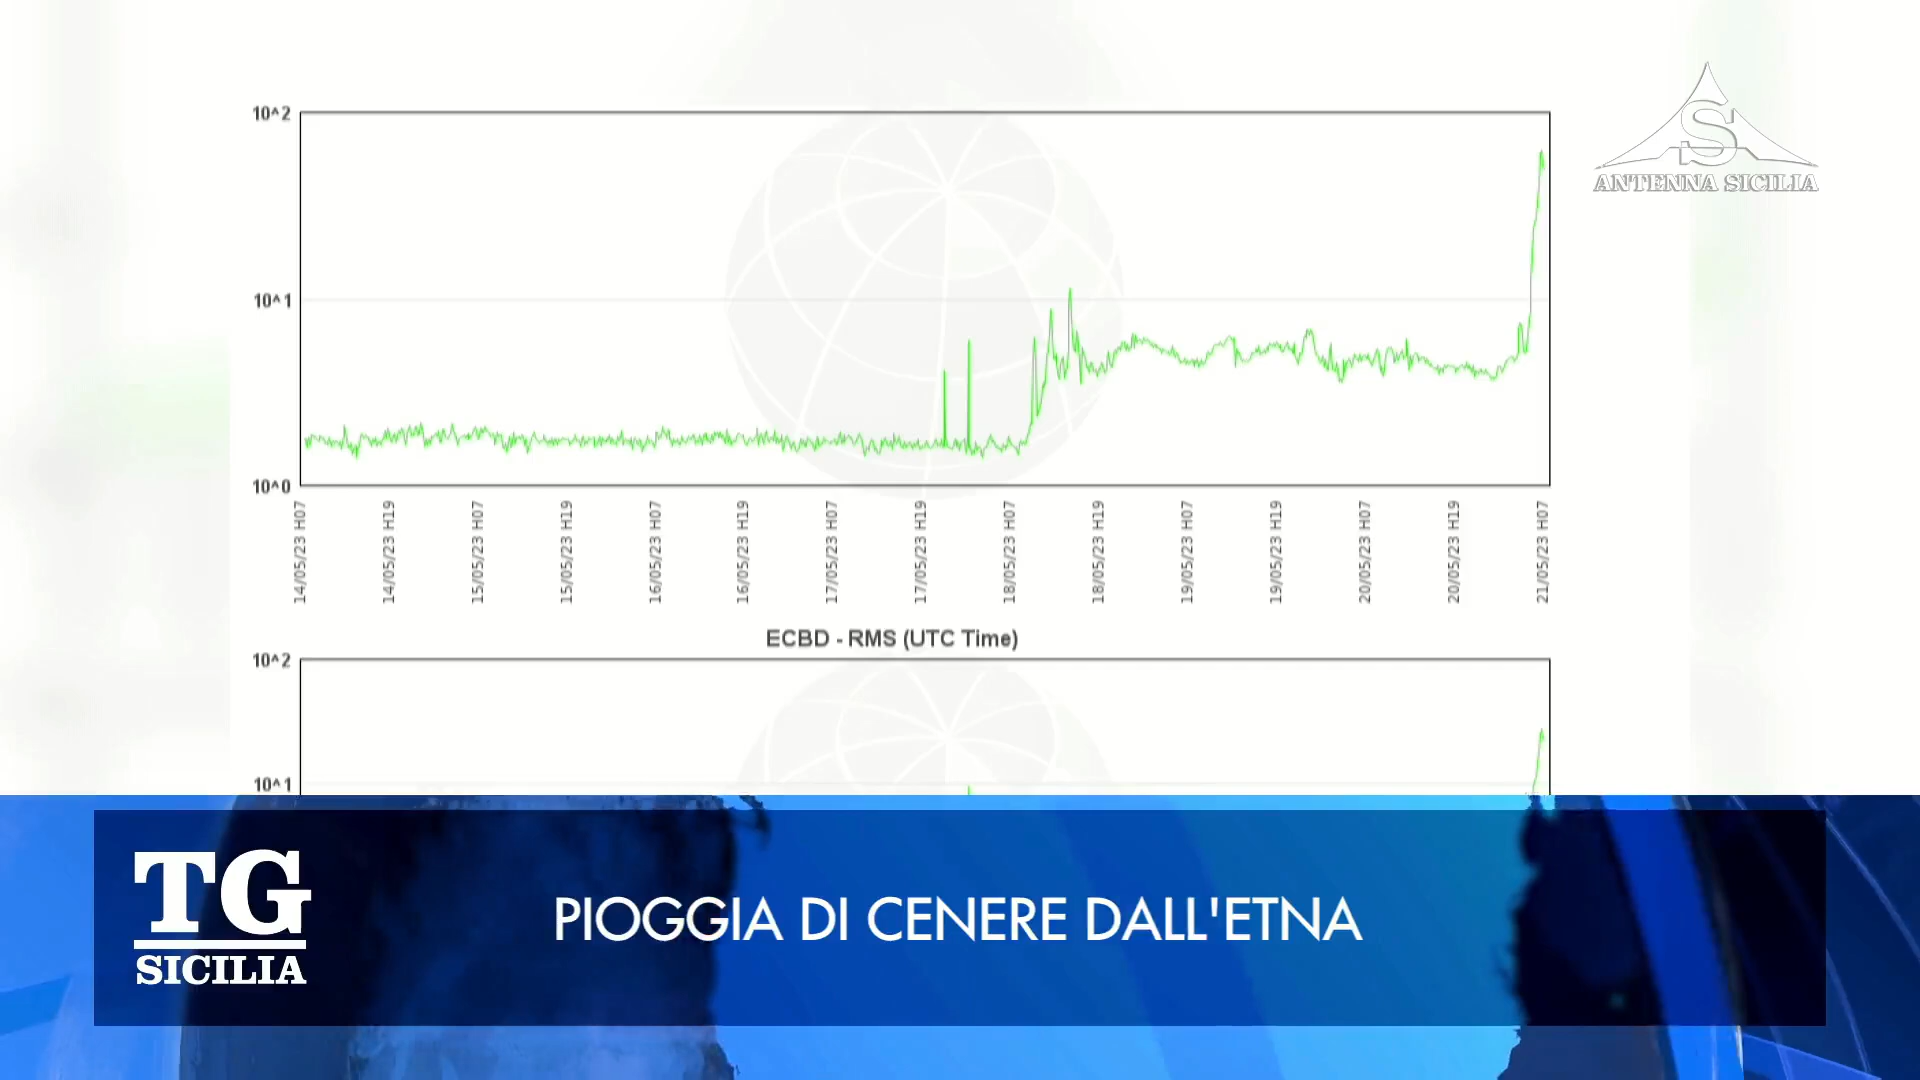 10^2
S
ANTENNA SICILIA
10^1
10^0
14/05/23 H07
14/05/23 H19
15/05/23 H07
15/05/23 H19
16/05/23 H07
16/05/23 H19
17/05/23 H07
17/05/23 H19
18/05/23 H07
18/05/23 H19
19/05/23 H07
19/05/23 H19
20/05/23 H07
20/05/23 H19
21/05/23 H07
ECBD - RMS (UTC Time)
10^2
10^1
TG
SICILIA
PIOGGIA DI CENERE DALL'ETNA